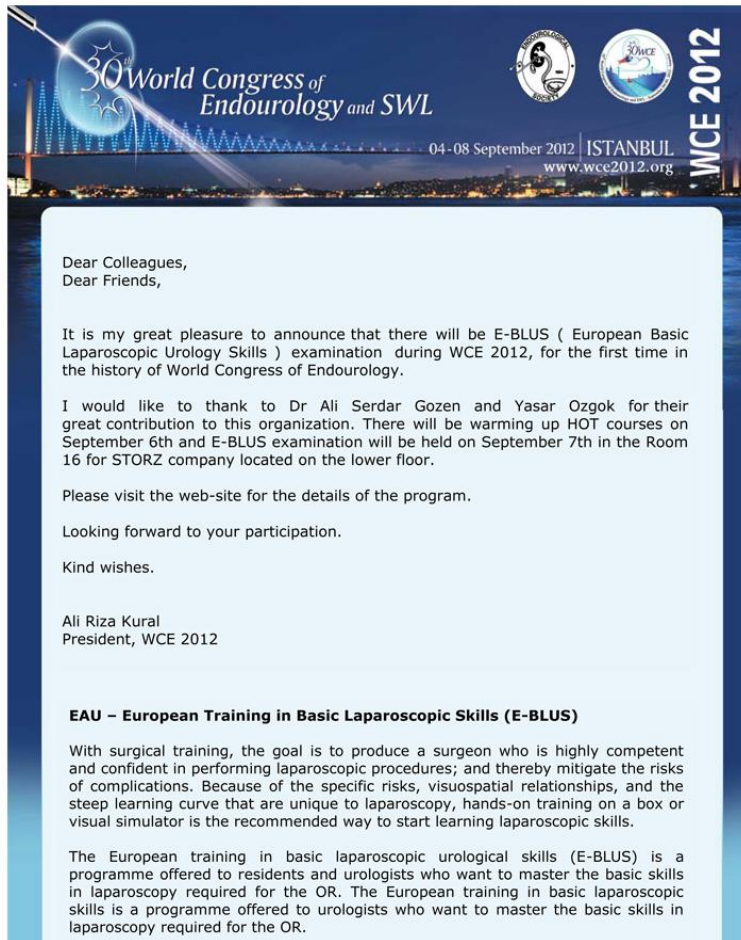 30th World Congress of
Endourology and SWL
ENDOUROLOGICAL
SOCIETY
30WCE
04-08 September 2012 | ISTANBUL
www.wce2012.org
WCE 2012
Dear Colleagues,
Dear Friends,
It is my great pleasure to announce that there will be E-BLUS ( European Basic
Laparoscopic Urology Skills ) examination during WCE 2012, for the first time in
the history of World Congress of Endourology.
I would like to thank to Dr Ali Serdar Gozen and Yasar Ozgok for their
great contribution to this organization. There will be warming up HOT courses on
September 6th and E-BLUS examination will be held on September 7th in the Room
16 for STORZ company located on the lower floor.
Please visit the web-site for the details of the program.
Looking forward to your participation.
Kind wishes.
Ali Riza Kural
President, WCE 2012
EAU – European Training in Basic Laparoscopic Skills (E-BLUS)
With surgical training, the goal is to produce a surgeon who is highly competent
and confident in performing laparoscopic procedures; and thereby mitigate the risks
of complications. Because of the specific risks, visuospatial relationships, and the
steep learning curve that are unique to laparoscopy, hands-on training on a box or
visual simulator is the recommended way to start learning laparoscopic skills.
The European training in basic laparoscopic urological skills (E-BLUS) is a
programme offered to residents and urologists who want to master the basic skills
in laparoscopy required for the OR. The European training in basic laparoscopic
skills is a programme offered to urologists who want to master the basic skills in
laparoscopy required for the OR.